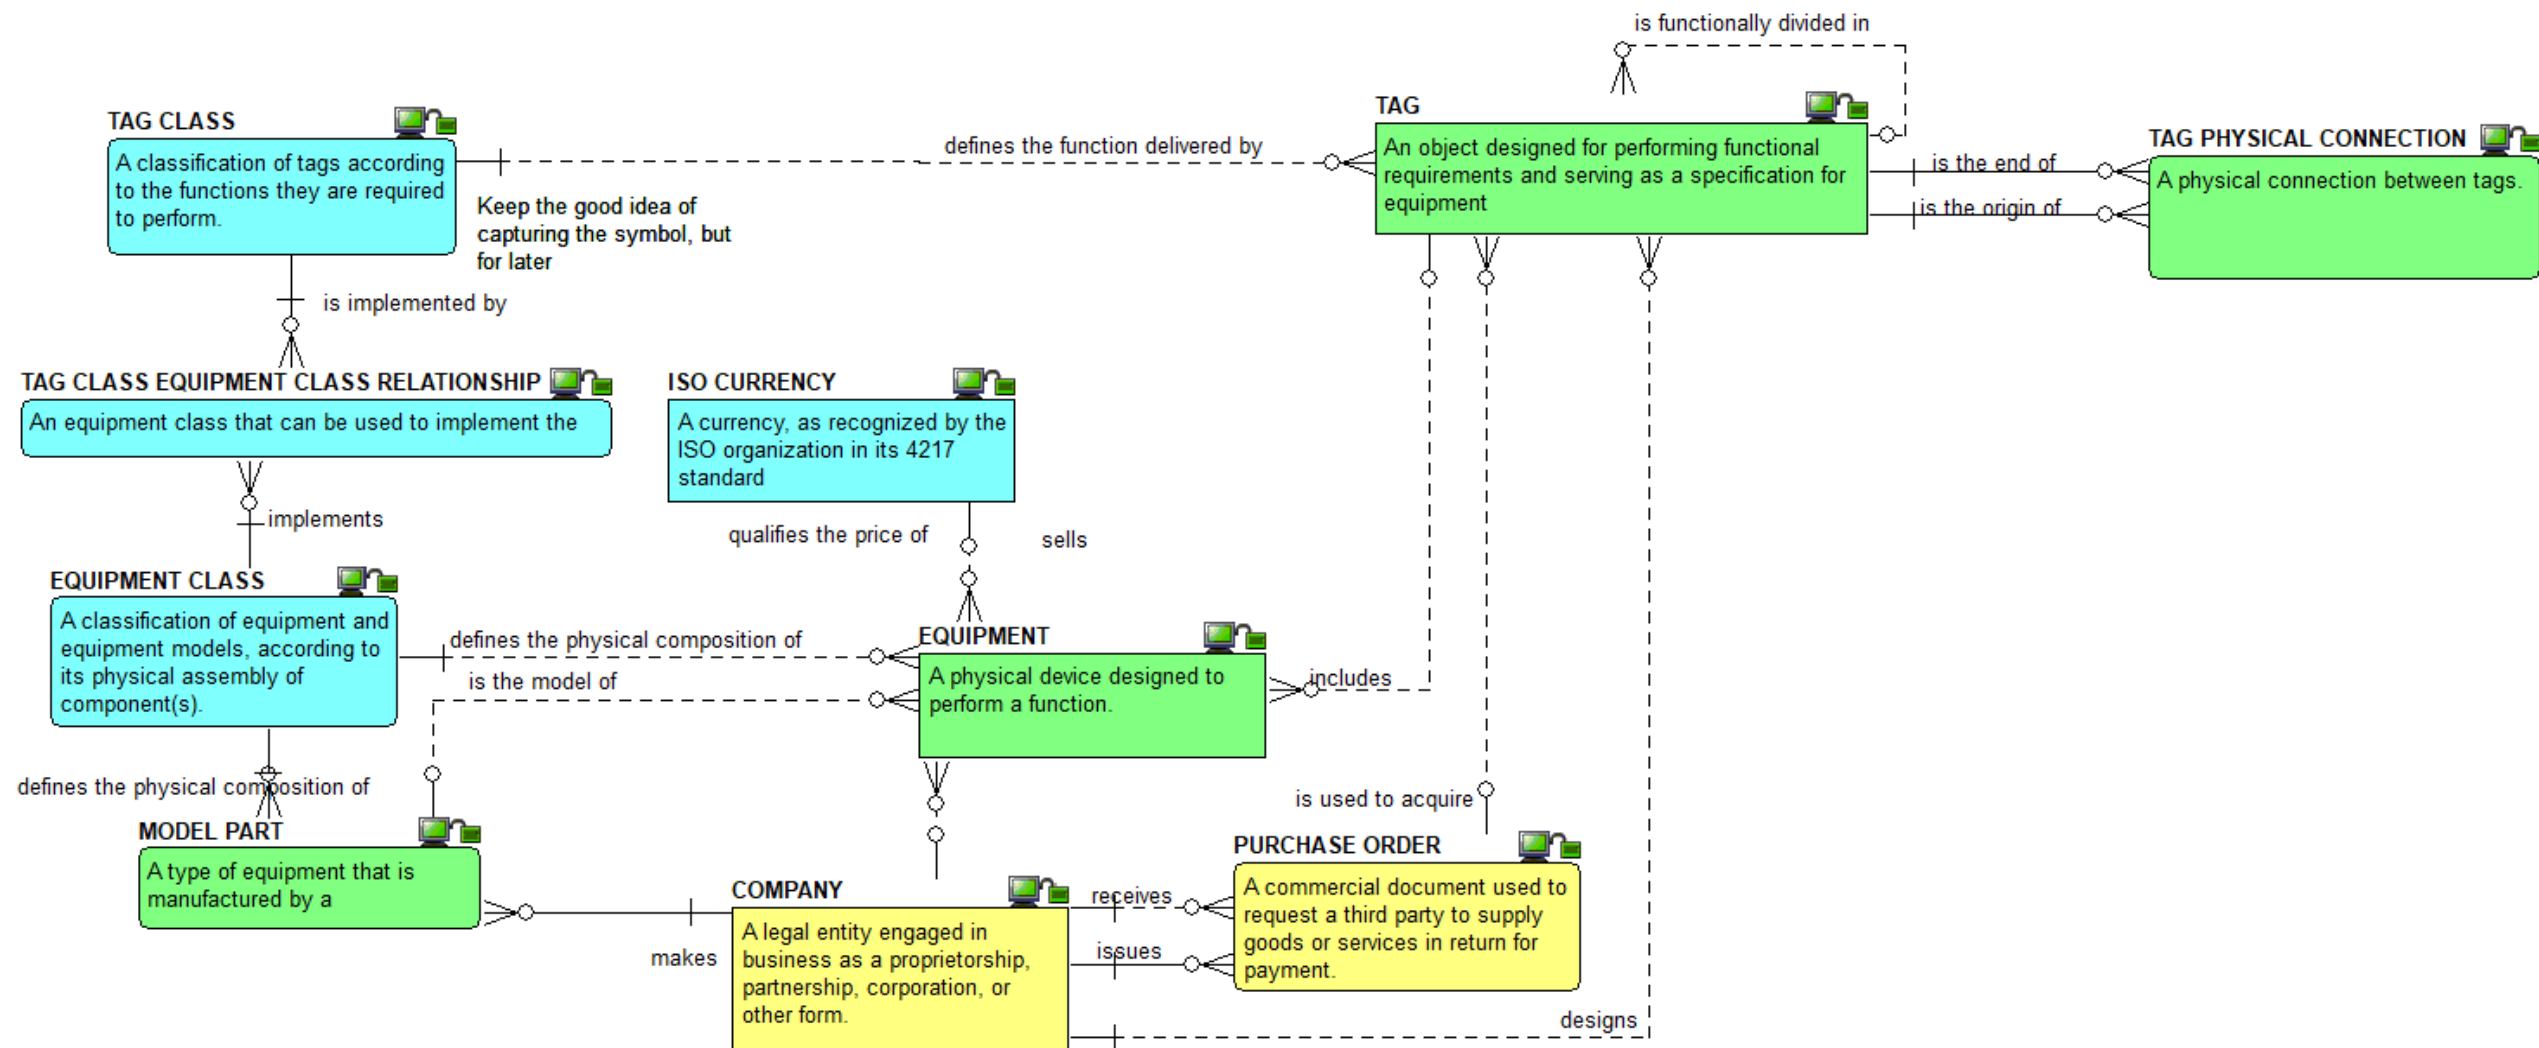 is functionally divided in
TAG CLASS
A classification of tags according
to the functions they are required
to perform.
Keep the good idea of
capturing the symbol, but
for later
defines the function delivered by
TAG
An object designed for performing functional
requirements and serving as a specification for
equipment
is the end of
is the origin of
TAG PHYSICAL CONNECTION
A physical connection between tags.
is implemented by
TAG CLASS EQUIPMENT CLASS RELATIONSHIP
An equipment class that can be used to implement the
ISO CURRENCY
A currency, as recognized by the
ISO organization in its 4217
standard
implements
qualifies the price of
sells
EQUIPMENT CLASS
A classification of equipment and
equipment models, according to
its physical assembly of
component(s).
defines the physical composition of
is the model of
EQUIPMENT
A physical device designed to
perform a function.
includes
defines the physical composition of
MODEL PART
A type of equipment that is
manufactured by a
makes
COMPANY
A legal entity engaged in
business as a proprietorship,
partnership, corporation, or
other form.
is used to acquire
receives
issues
PURCHASE ORDER
A commercial document used to
request a third party to supply
goods or services in return for
payment.
designs